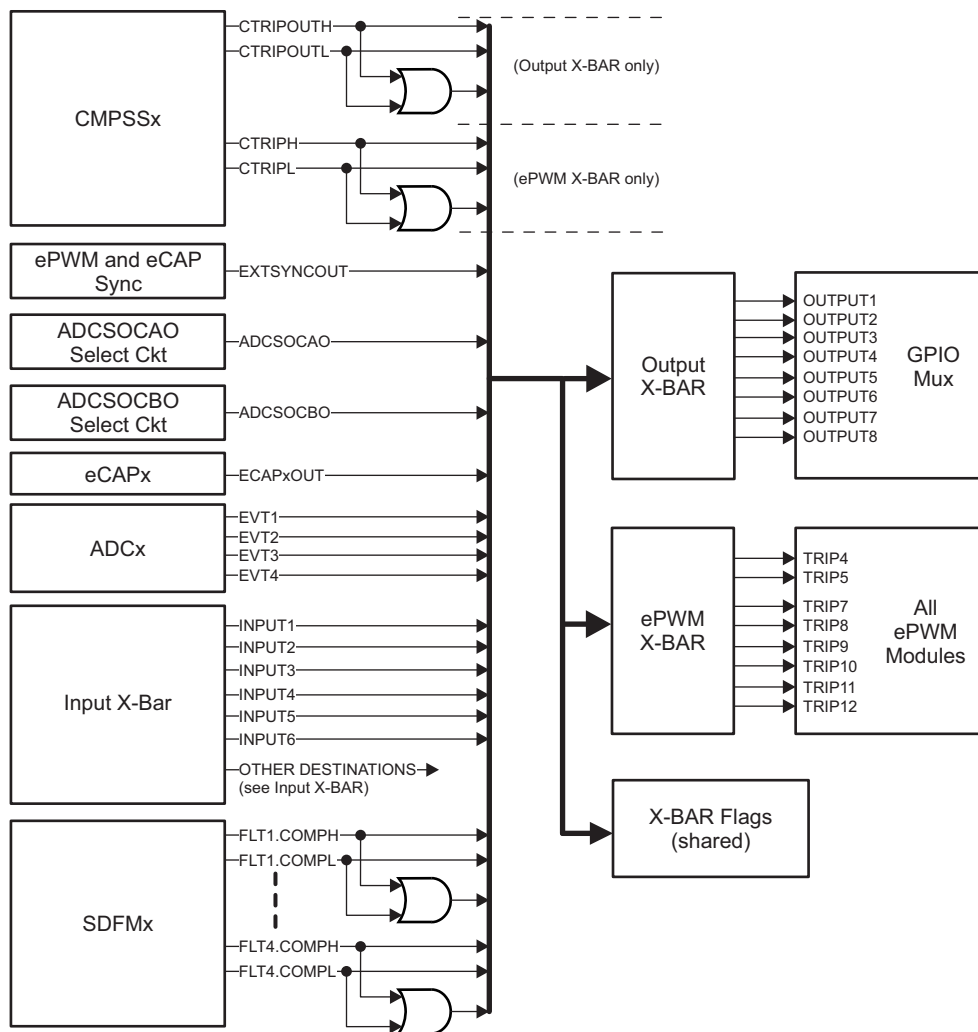 CMPSSx
CTRIPOUTH
CTRIPOUTL
(Output X-BAR only)
CTRIPH
CTRIPL
(ePWM X-BAR only)
ePWM and eCAP
Sync
EXTSYNCOUT
ADCSOCAO
Select Ckt
ADCSOCAO
ADCSOCBO
Select Ckt
ADCSOCBO
eCAPx
ECAPxOUT
ADCx
EVT1
EVT2
EVT3
EVT4
Input X-Bar
INPUT1
INPUT2
INPUT3
INPUT4
INPUT5
INPUT6
OTHER DESTINATIONS
(see Input X-BAR)
SDFMx
FLT1.COMPH
FLT1.COMPL
FLT4.COMPH
FLT4.COMPL
Output
X-BAR
OUTPUT1
OUTPUT2
OUTPUT3
OUTPUT4
OUTPUT5
OUTPUT6
OUTPUT7
OUTPUT8
GPIO
Mux
ePWM
X-BAR
TRIP4
TRIP5
TRIP7
TRIP8
TRIP9
TRIP10
TRIP11
TRIP12
All
ePWM
Modules
X-BAR Flags
(shared)